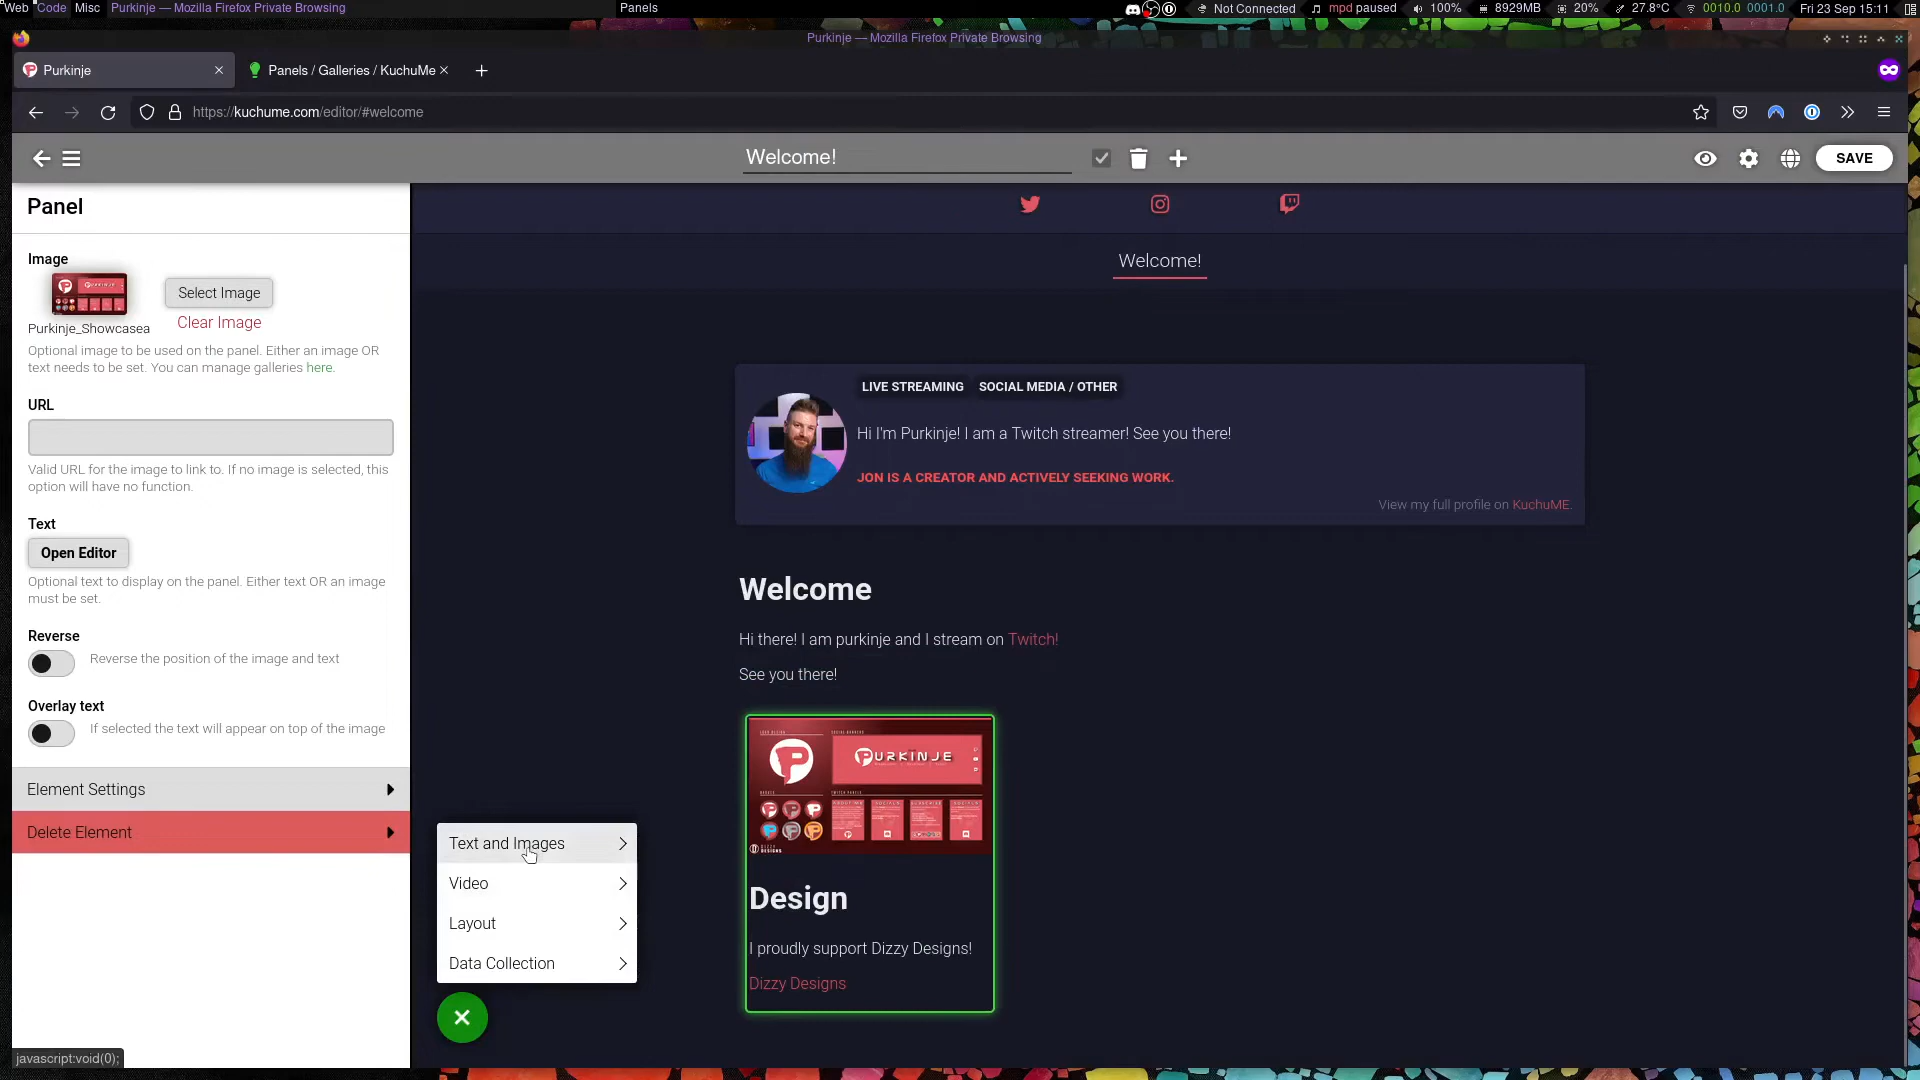 Web Code Misc Purkinje — Mozilla Firefox Private Browsing Panels Not Connected mpd paused 100% 8929MB 20% 27.8°C 0010.0 0001.0 Fri 23 Sep 15:11
Purkinje — Mozilla Firefox Private Browsing
Purkinje Panels / Galleries / KuchuMe
https://kuchume.com/editor/#welcome
Welcome! SAVE
Panel
Image
Select Image
Clear Image
Purkinje_Showcasea
Optional image to be used on the panel. Either an image OR
text needs to be set. You can manage galleries here.
URL
Valid URL for the image to link to. If no image is selected, this
option will have no function.
Text
Open Editor
Optional text to display on the panel. Either text OR an image
must be set.
Reverse
Reverse the position of the image and text
Overlay text
If selected the text will appear on top of the image
Element Settings
Delete Element
Text and Images
Video
Layout
Data Collection
javascript:void(0);
Welcome!
LIVE STREAMING SOCIAL MEDIA / OTHER
Hi I'm Purkinje! I am a Twitch streamer! See you there!
JON IS A CREATOR AND ACTIVELY SEEKING WORK.
View my full profile on KuchuME.
Welcome
Hi there! I am purkinje and I stream on Twitch!
See you there!
PURKINJE
Design
I proudly support Dizzy Designs!
Dizzy Designs